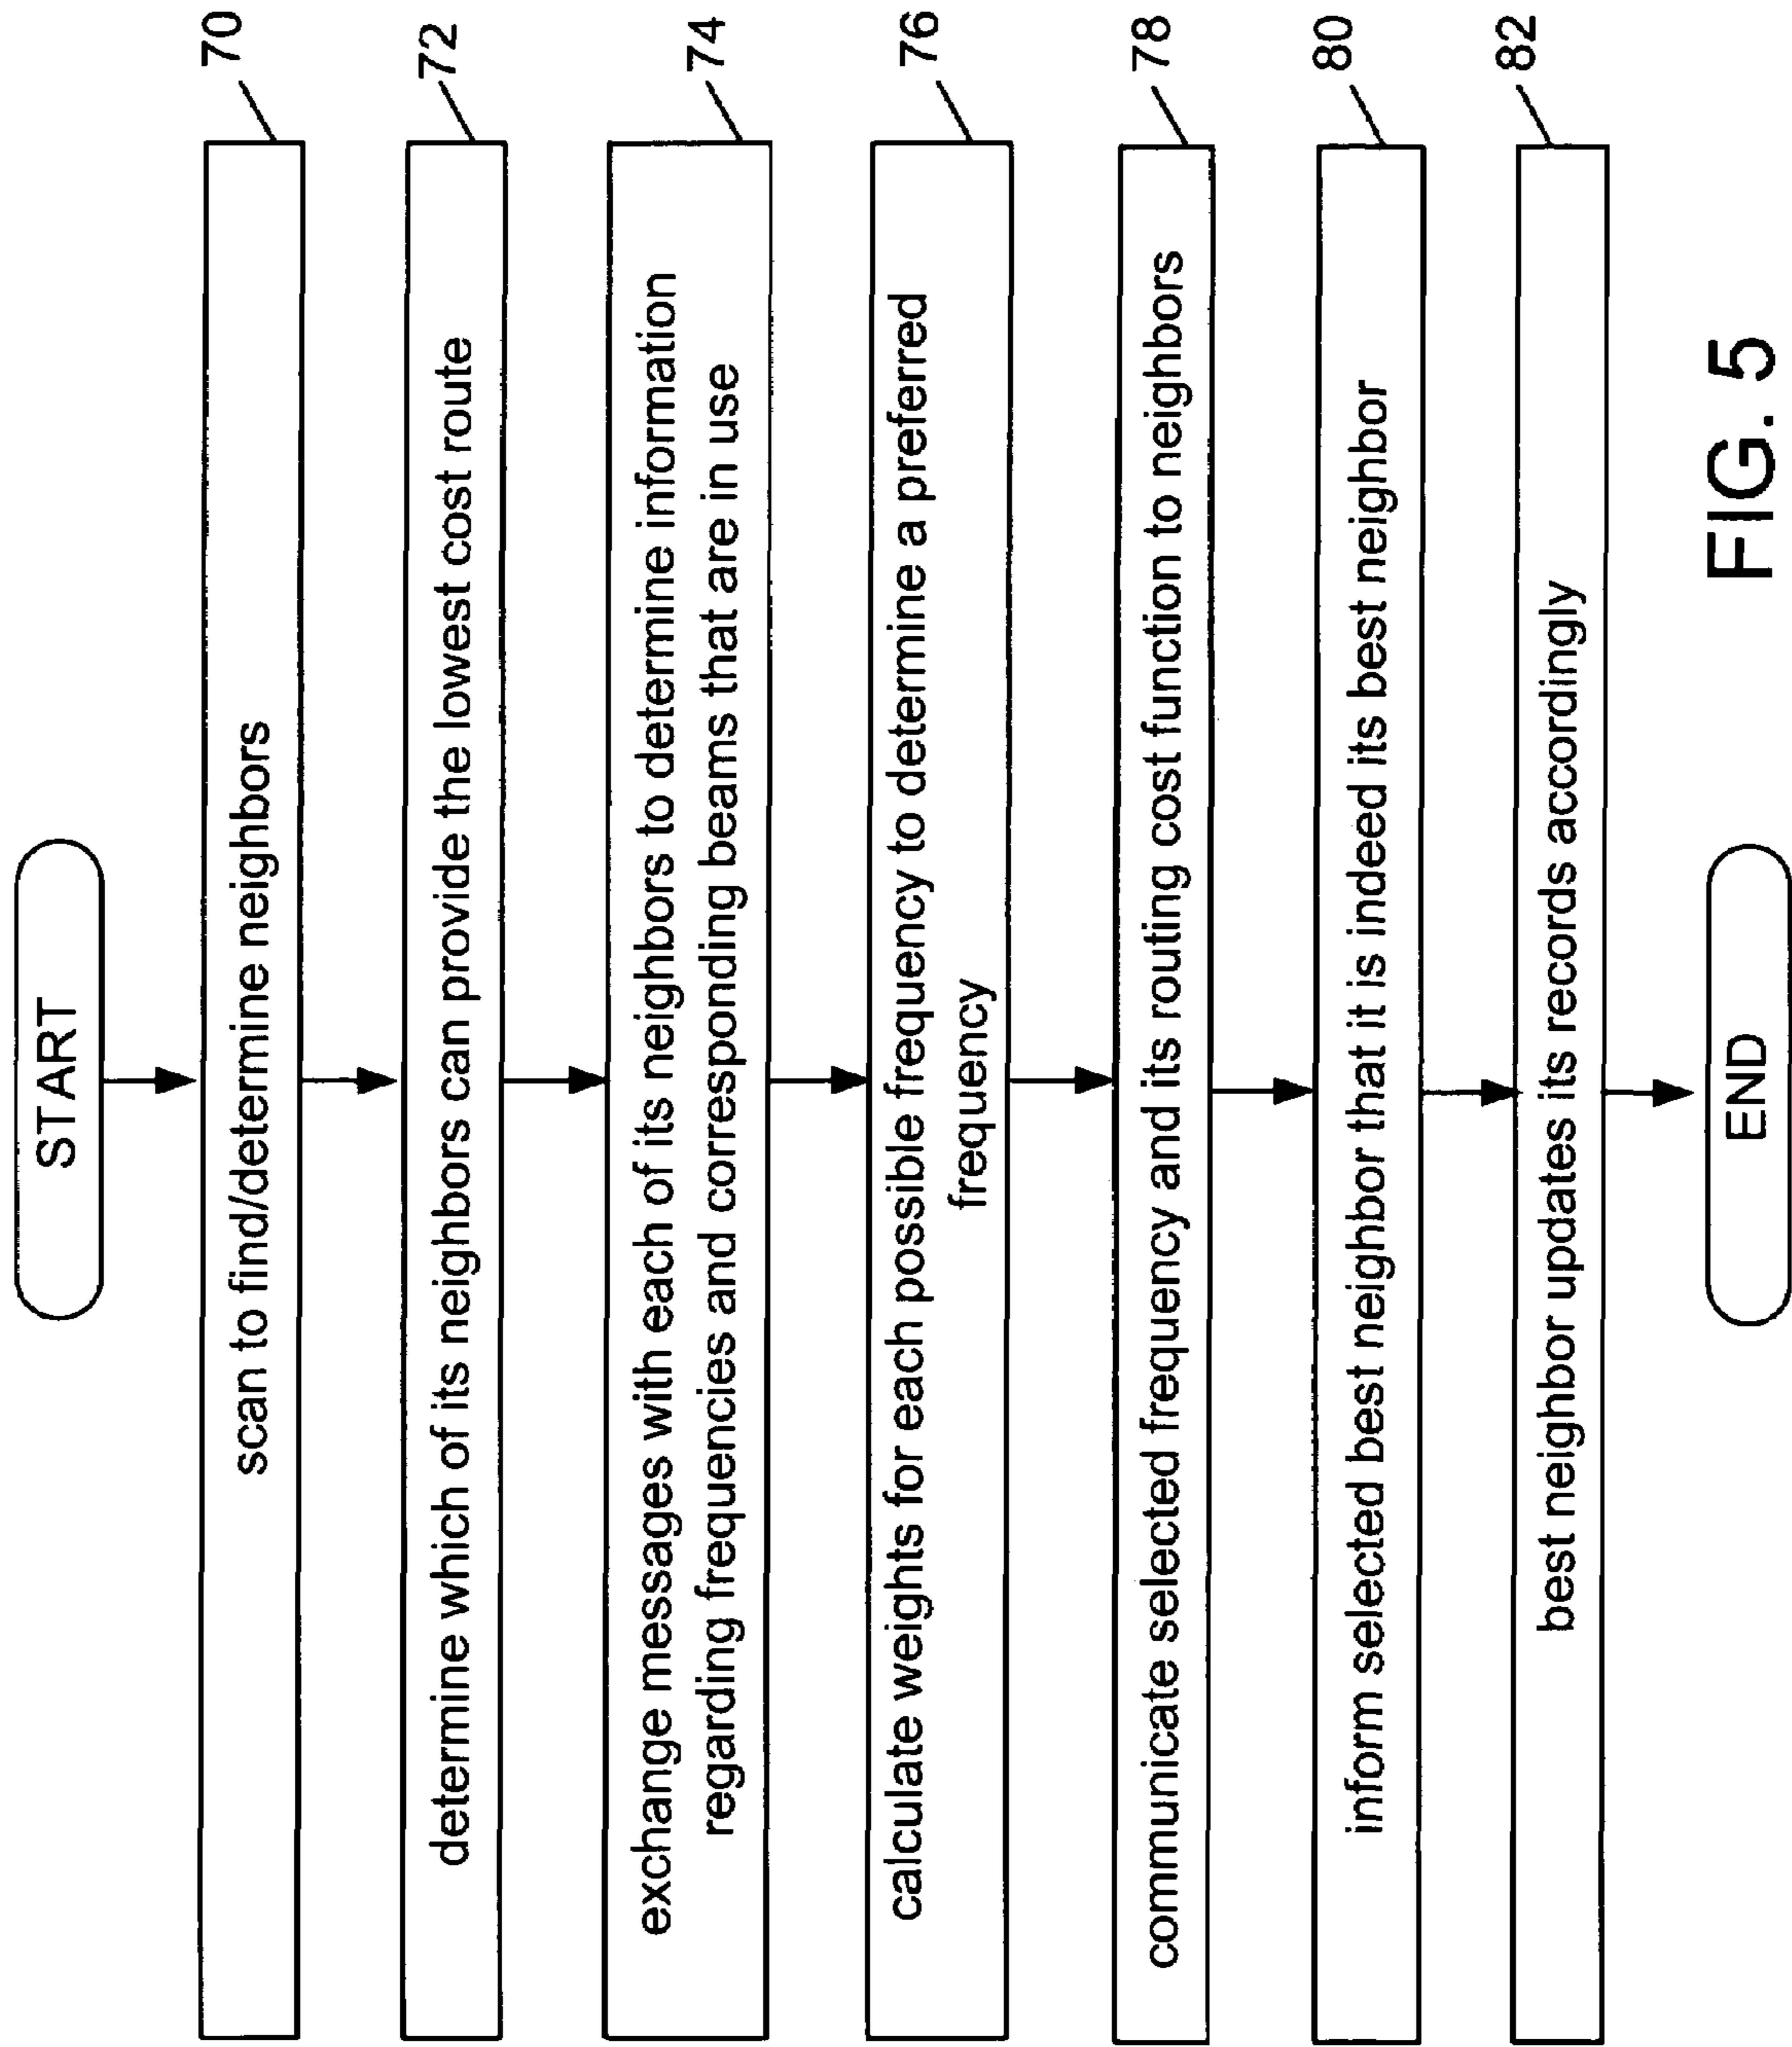 START
scan to find/determine neighbors
70
determine which of its neighbors can provide the lowest cost route
72
exchange messages with each of its neighbors to determine information
regarding frequencies and corresponding beams that are in use
74
calculate weights for each possible frequency to determine a preferred
frequency
76
communicate selected frequency and its routing cost function to neighbors
78
inform selected best neighbor that it is indeed its best neighbor
80
best neighbor updates its records accordingly
82
END
FIG. 5